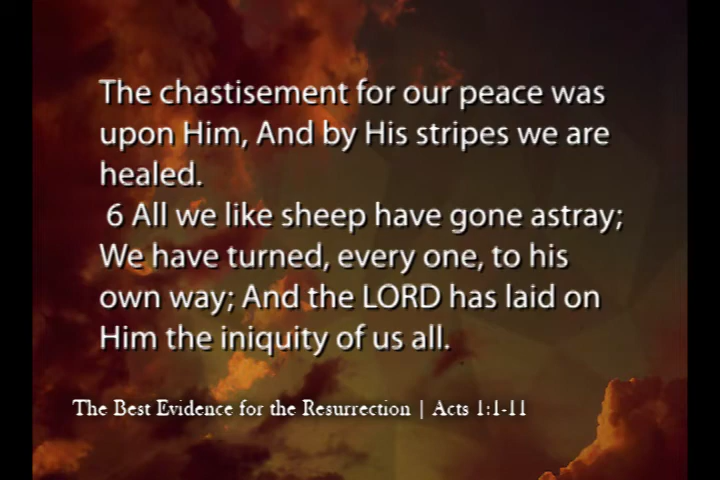 The chastisement for our peace was
upon Him, And by His stripes we are
healed.
6 All we like sheep have gone astray;
We have turned, every one, to his
own way; And the LORD has laid on
Him the iniquity of us all.
The Best Evidence for the Resurrection | Acts 1:1-11